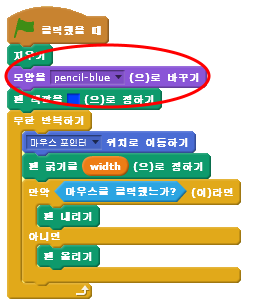 클릭했을 때
지우기
모양을 pencil-blue (으)로 바꾸기
펜 색깔을 (으)로 정하기
무한 반복하기
마우스 포인터 위치로 이동하기
펜 굵기를 width (으)로 정하기
만약 마우스를 클릭했는가? (이)라면
펜 내리기
아니면
펜 올리기